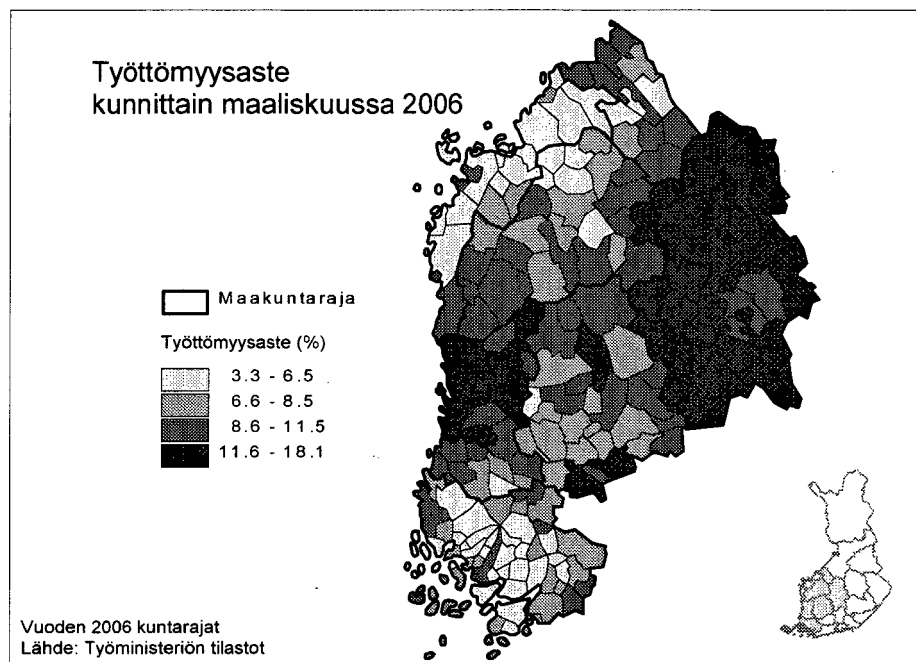 Työttömyysaste
kunnittain maaliskuussa 2006
Maakuntaraja
Työttömyysaste (%)
3.3 - 6.5
6.6 - 8.5
8.6 - 11.5
11.6 - 18.1
Vuoden 2006 kuntarajat
Lähde: Työministeriön tilastot